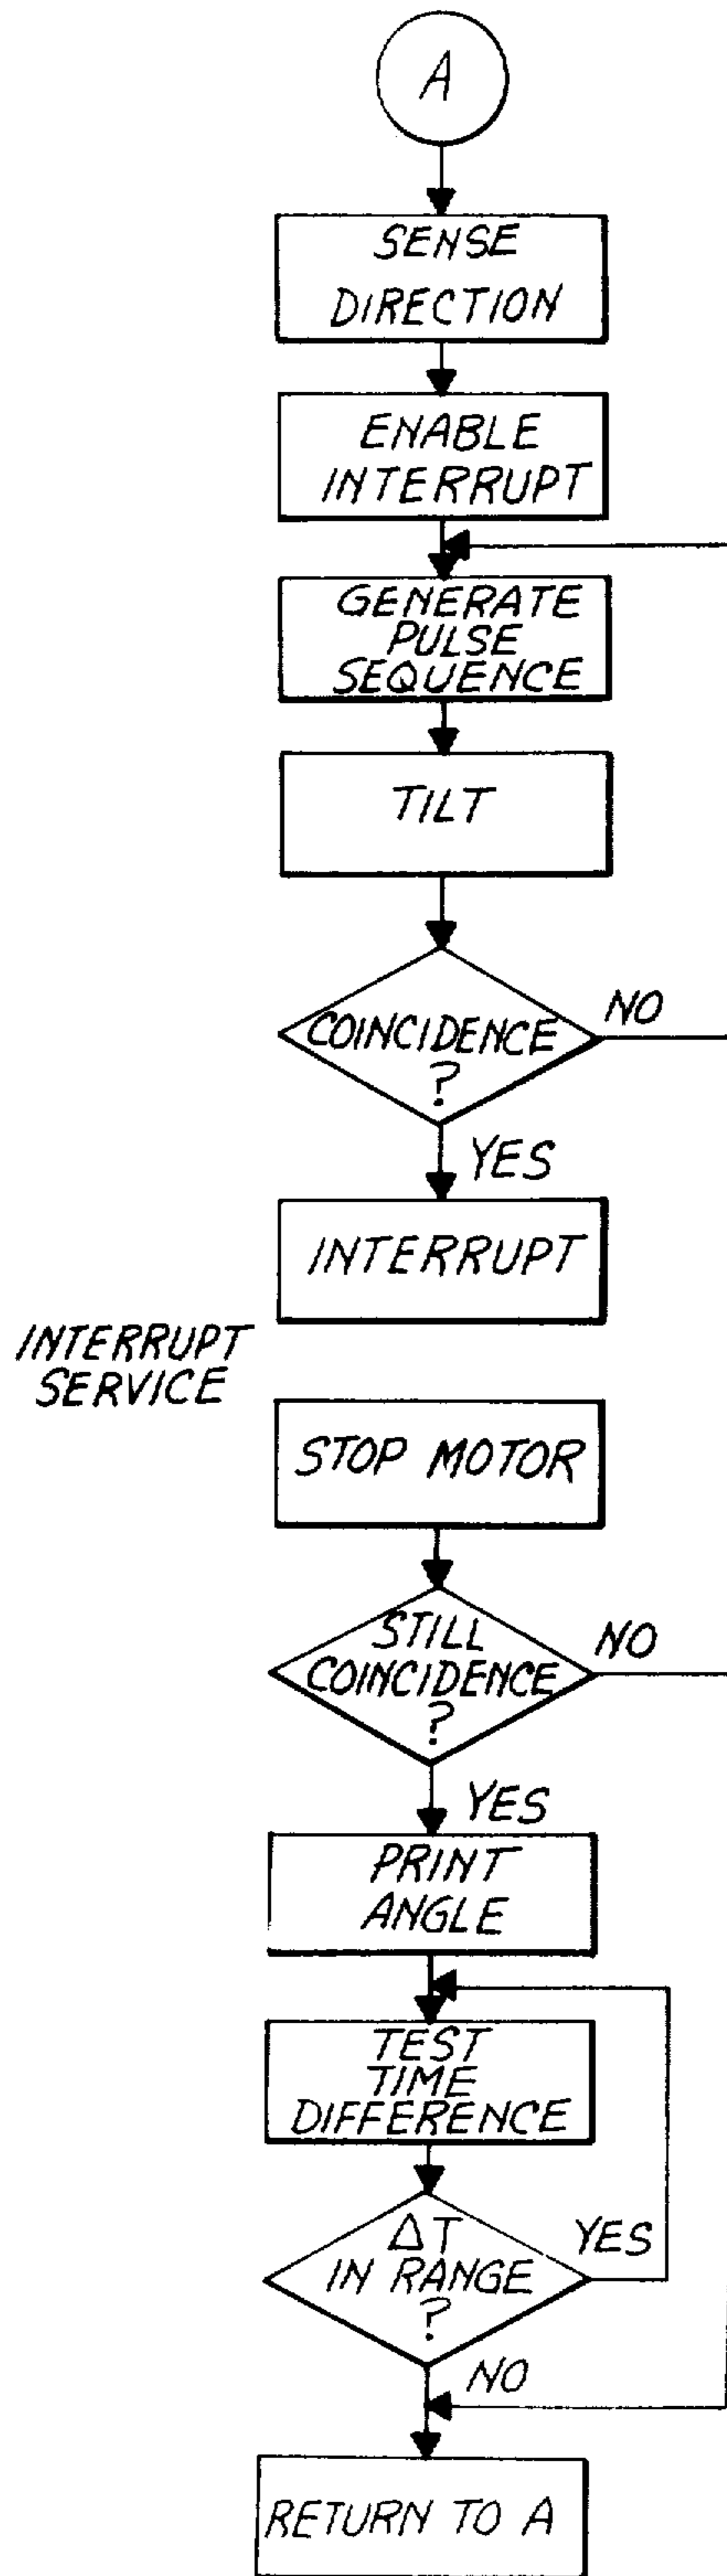 A
SENSE
DIRECTION
ENABLE
INTERRUPT
GENERATE
PULSE
SEQUENCE
TILT
COINCIDENCE
?
NO
YES
INTERRUPT
INTERRUPT
SERVICE
STOP MOTOR
STILL
COINCIDENCE
?
NO
YES
PRINT
ANGLE
TEST
TIME
DIFFERENCE
ΔT
IN RANGE
?
YES
NO
RETURN TO A